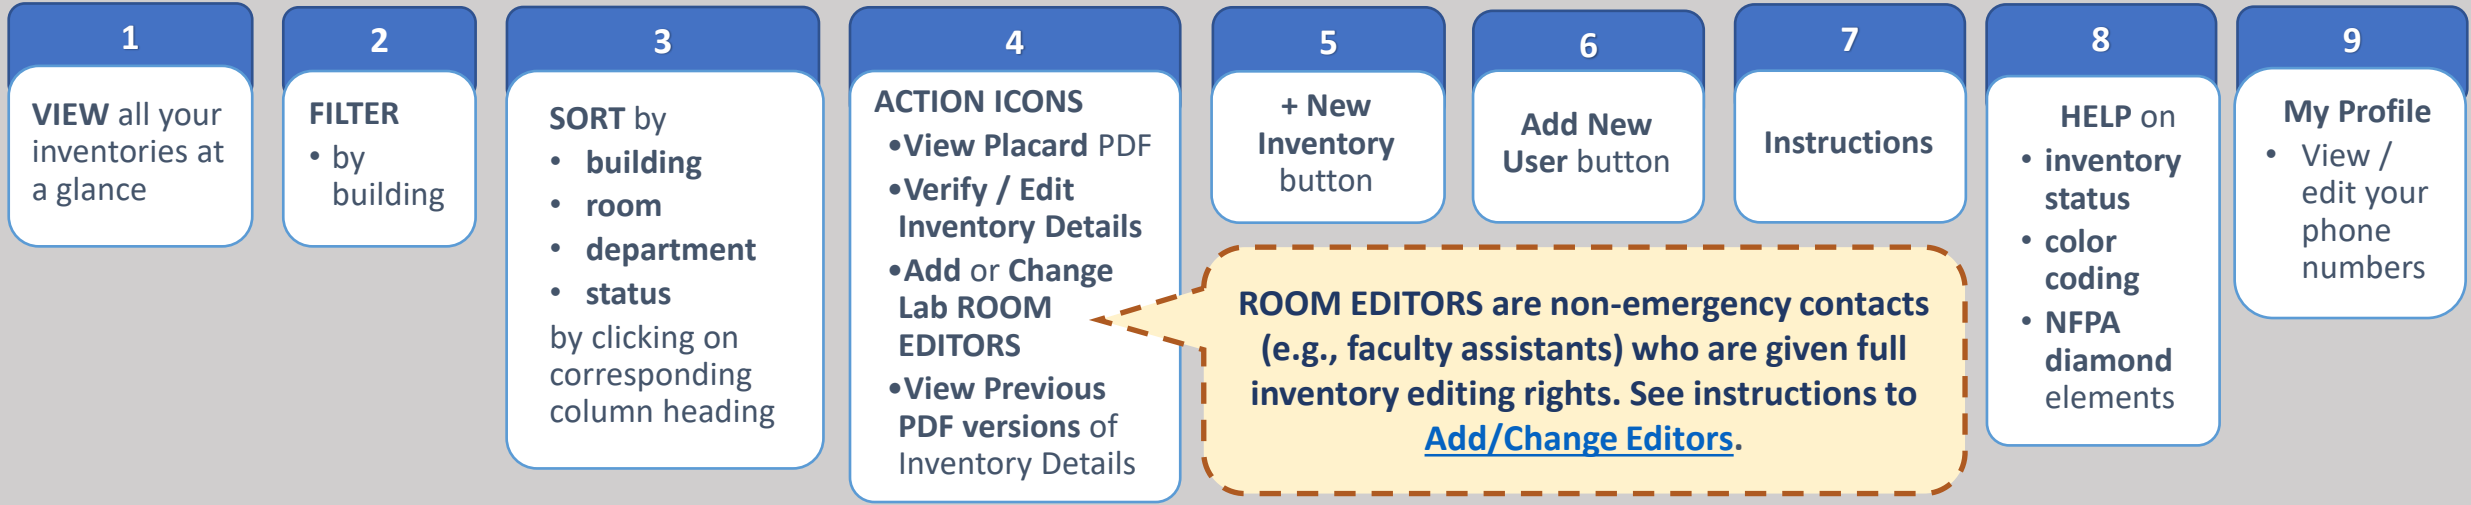 1
VIEW all your
inventories at
a glance
2
FILTER
• by
building
3
SORT by
• building
• room
• department
• status
by clicking on
corresponding
column heading
4
ACTION ICONS
•View Placard PDF
•Verify / Edit
Inventory Details
•Add or Change
Lab ROOM
EDITORS
•View Previous
PDF versions of
Inventory Details
5
+ New
Inventory
button
6
Add New
User button
7
Instructions
ROOM EDITORS are non-emergency contacts
(e.g., faculty assistants) who are given full
inventory editing rights. See instructions to
Add/Change Editors.
8
HELP on
• inventory
status
• color
coding
• NFPA
diamond
elements
9
My Profile
• View /
edit your
phone
numbers